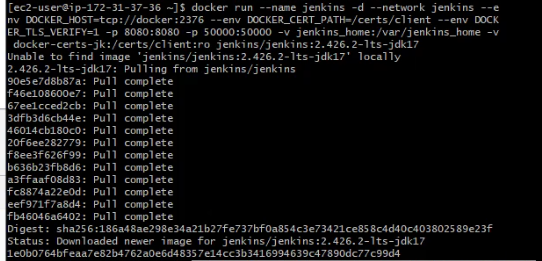 [ec2-user@ip-172-31-37-36 ~]$ docker run --name jenkins -d --network jenkins --e
nv DOCKER_HOST=tcp://docker:2376 --env DOCKER_CERT_PATH=/certs/client --env DOCK
ER_TLS_VERIFY=1 -p 8080:8080 -p 50000:50000 -v jenkins_home:/var/jenkins_home -v
docker-certs-jk:/certs/client:ro jenkins/jenkins:2.426.2-lts-jdk17
Unable to find image 'jenkins/jenkins:2.426.2-lts-jdk17' locally
2.426.2-lts-jdk17: Pulling from jenkins/jenkins
90e5e7d8b87a: Pull complete
f46e108600e7: Pull complete
67ee1cced2cb: Pull complete
3dfb3d6cb44e: Pull complete
46014cb180c0: Pull complete
20f6ee282779: Pull complete
f8ee3f626f99: Pull complete
b636b23fb8d6: Pull complete
a3ffaaf08d83: Pull complete
fc8874a22e0d: Pull complete
eef971f7a8d4: Pull complete
fb46046a6402: Pull complete
Digest: sha256:186a48ae298e34a21b27fe737bf0a854c3e73421ce858c4d40c403802589e23f
Status: Downloaded newer image for jenkins/jenkins:2.426.2-lts-jdk17
1e0b0764bfeaa7e82b4762a0e6d48357e14cc3b3416994639c47890dc77c99d4